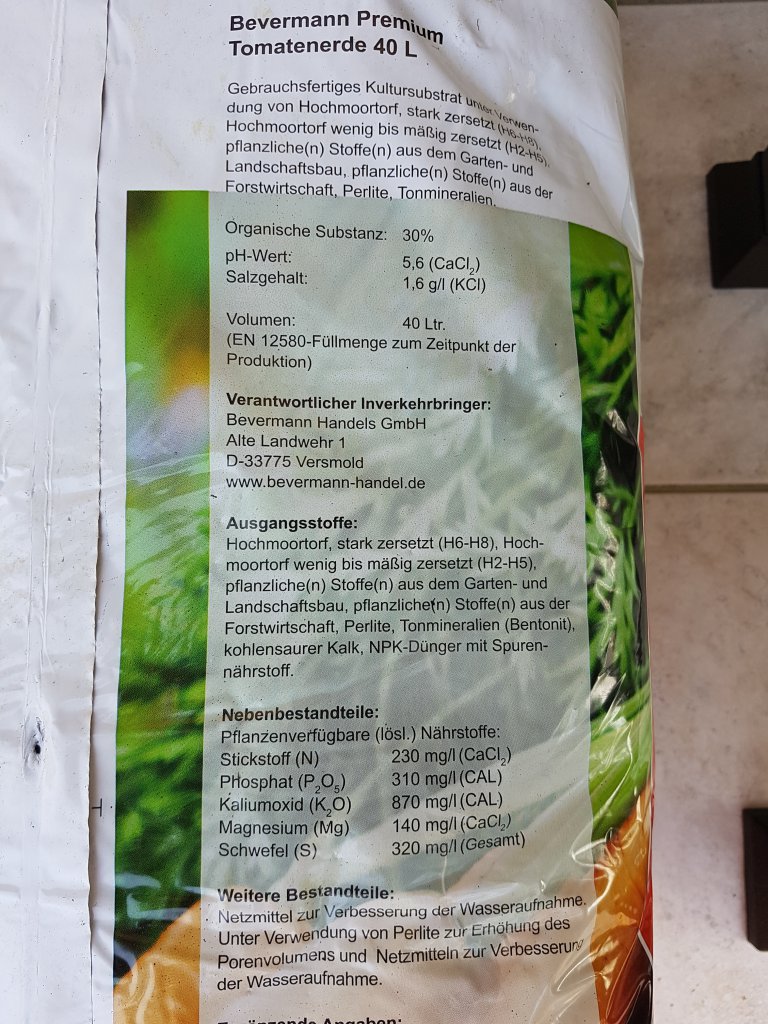 Bevermann Premium
Tomatenerde 40 L
Gebrauchsfertiges Kultursubstrat unter Verwen-
dung von Hochmoortorf, stark zersetzt (H6-H8),
Hochmoortorf wenig bis mäßig zersetzt (H2-H5),
pflanzliche(n) Stoffe(n) aus dem Garten- und
Landschaftsbau, pflanzliche(n) Stoffe(n) aus der
Forstwirtschaft, Perlite, Tonmineralien.
Organische Substanz: 30%
pH-Wert: 5,6 (CaCl₂)
Salzgehalt: 1,6 g/l (KCl)
Volumen: 40 Ltr.
(EN 12580-Füllmenge zum Zeitpunkt der
Produktion)
Verantwortlicher Inverkehrbringer:
Bevermann Handels GmbH
Alte Landwehr 1
D-33775 Versmold
www.bevermann-handel.de
Ausgangsstoffe:
Hochmoortorf, stark zersetzt (H6-H8), Hoch-
moortorf wenig bis mäßig zersetzt (H2-H5),
pflanzliche(n) Stoffe(n) aus dem Garten- und
Landschaftsbau, pflanzliche(n) Stoffe(n) aus der
Forstwirtschaft, Perlite, Tonmineralien (Bentonit),
kohlensaurer Kalk, NPK-Dünger mit Spuren-
nährstoff.
Nebenbestandteile:
Pflanzenverfügbare (lösl.) Nährstoffe:
Stickstoff (N) 230 mg/l (CaCl₂)
Phosphat (P₂O₅) 310 mg/l (CAL)
Kaliumoxid (K₂O) 870 mg/l (CAL)
Magnesium (Mg) 140 mg/l (CaCl₂)
Schwefel (S) 320 mg/l (Gesamt)
Weitere Bestandteile:
Netzmittel zur Verbesserung der Wasseraufnahme.
Unter Verwendung von Perlite zur Erhöhung des
Porenvolumens und Netzmitteln zur Verbesserung
der Wasseraufnahme.
Ergänzende Angaben: